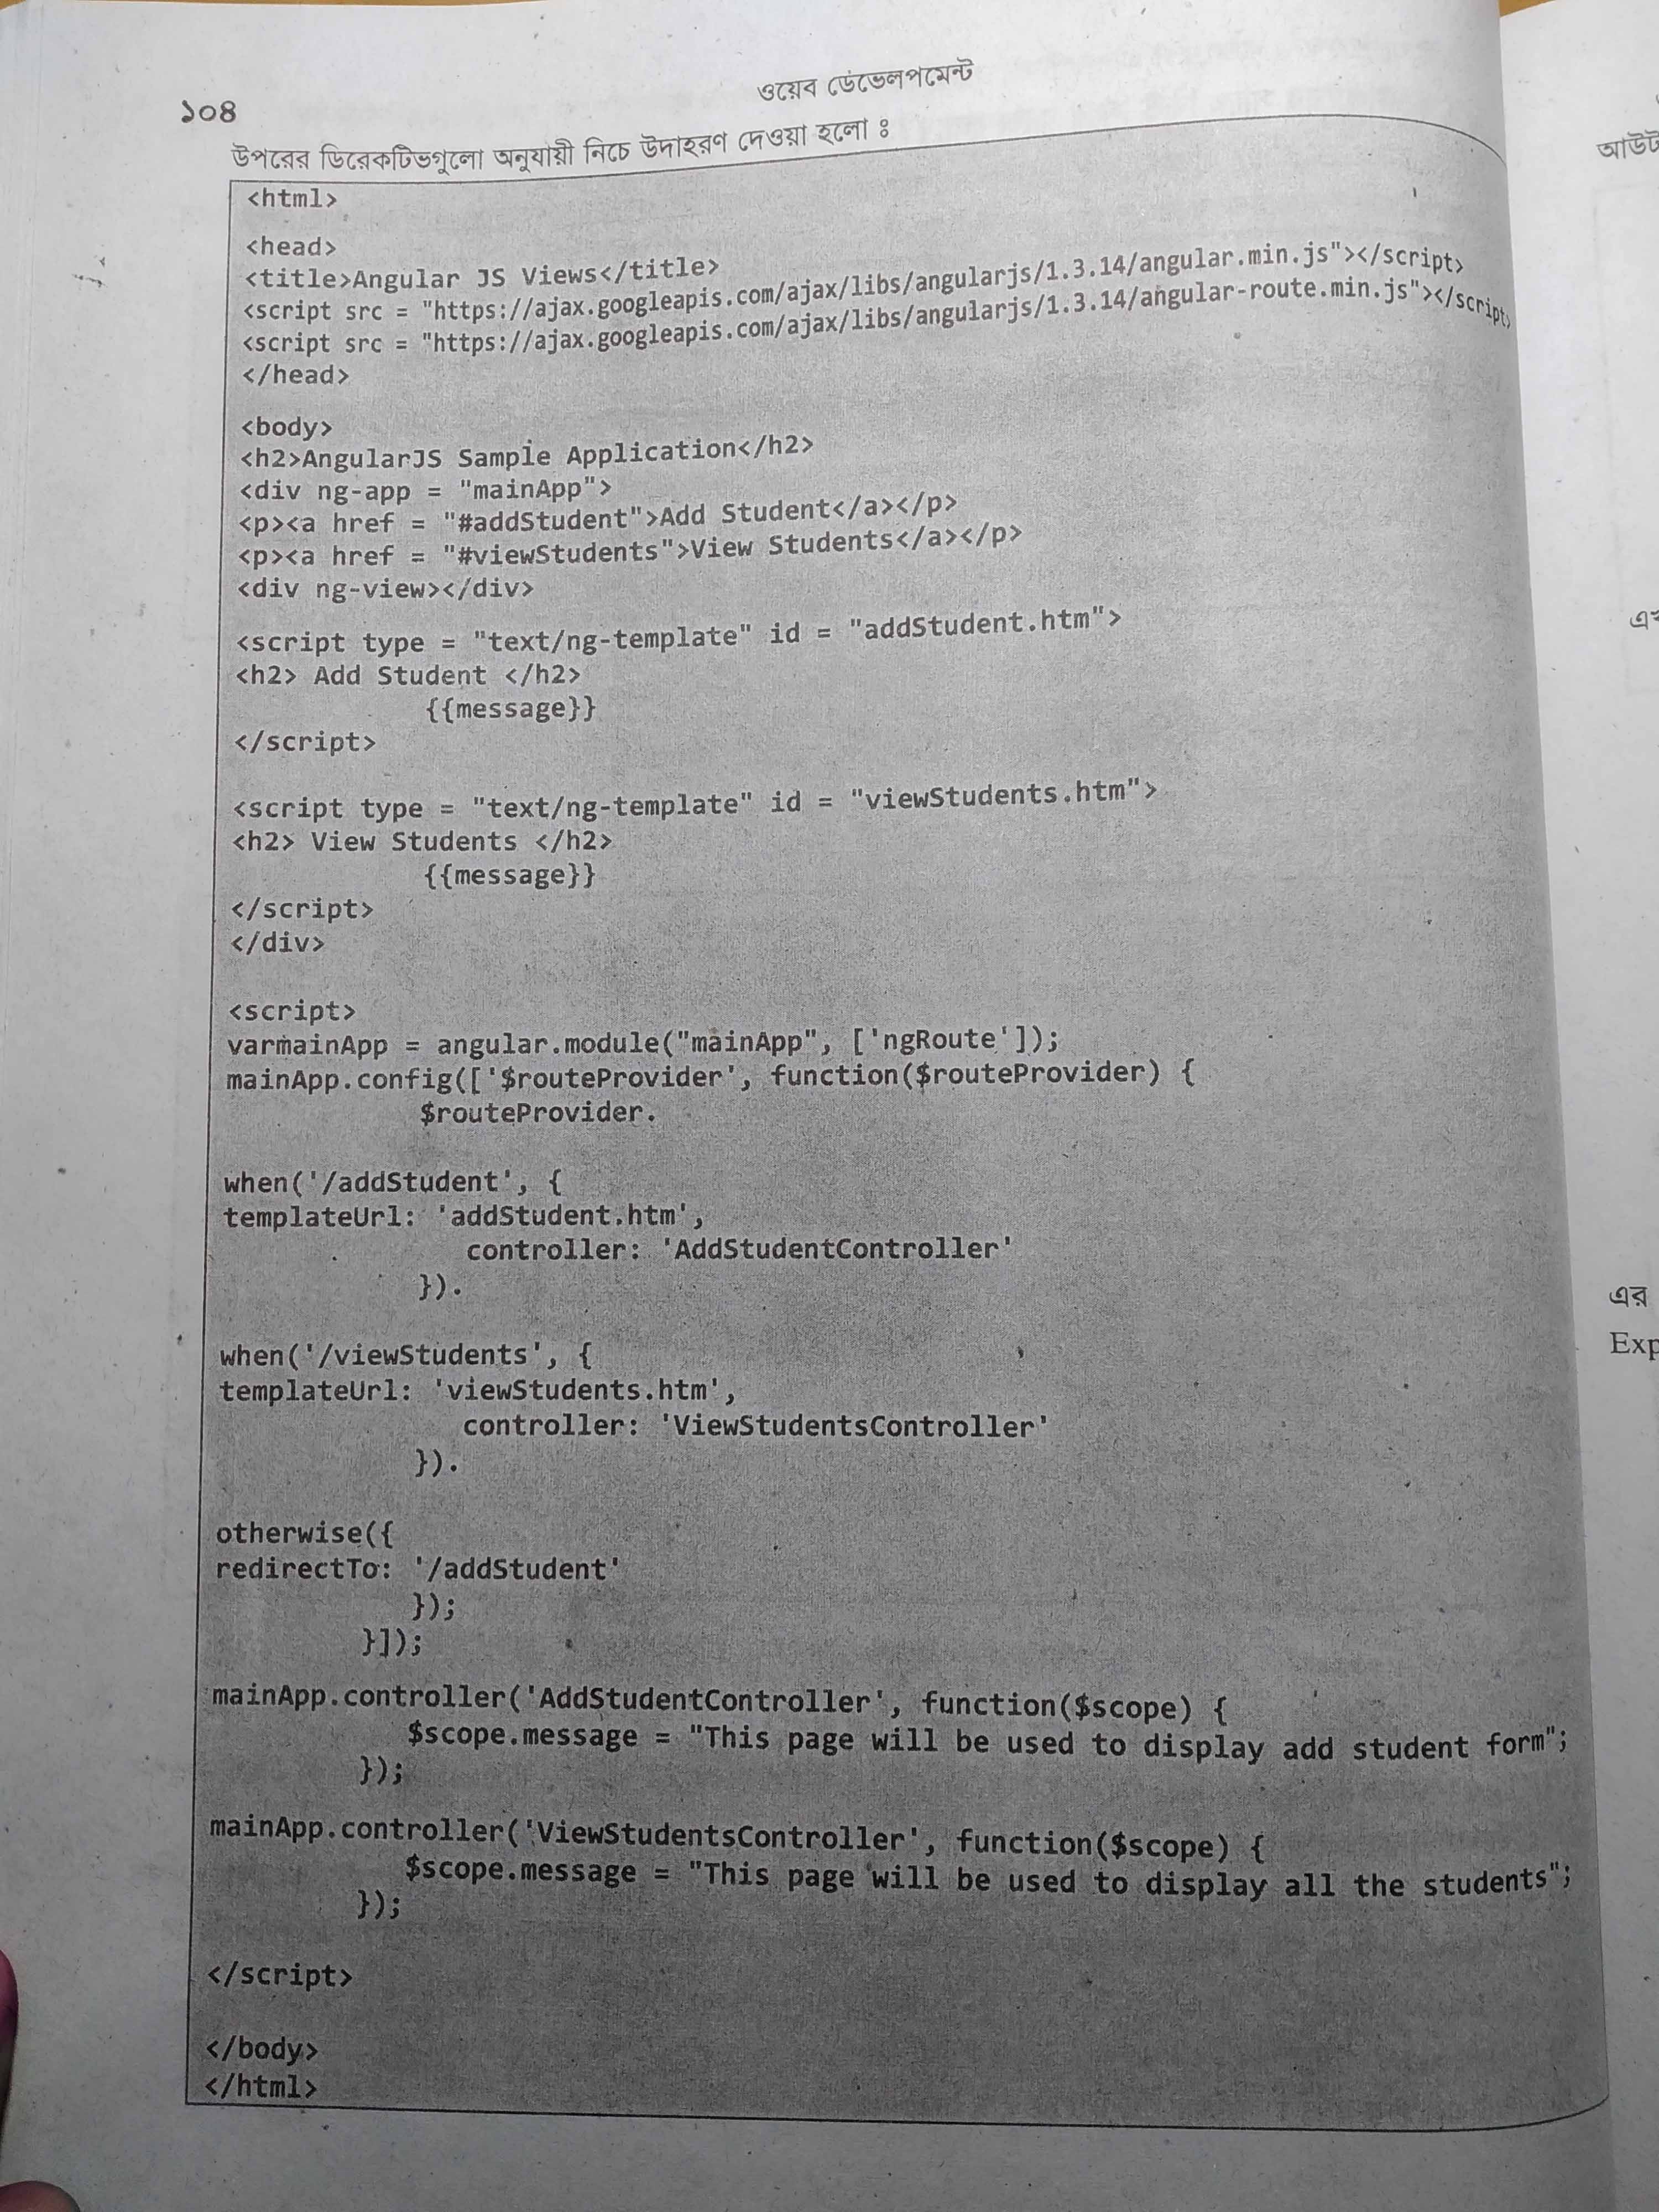 ওয়েব ডেভেলপমেন্ট
১০৪
উপরের ডিরেকটিভগুলো অনুযায়ী নিচে উদাহরণ দেওয়া হলো ঃ
<html>
<head>
<title>Angular JS Views</title>
<script src = "https://ajax.googleapis.com/ajax/libs/angularjs/1.3.14/angular.min.js"></script>
<script src = "https://ajax.googleapis.com/ajax/libs/angularjs/1.3.14/angular-route.min.js"></script>
</head>
<body>
<h2>AngularJS Sample Application</h2>
<div ng-app = "mainApp">
<p><a href = "#addStudent">Add Student</a></p>
<p><a href = "#viewStudents">View Students</a></p>
<div ng-view></div>
<script type = "text/ng-template" id = "addStudent.htm">
<h2> Add Student </h2>
{{message}}
</script>
<script type = "text/ng-template" id = "viewStudents.htm">
<h2> View Students </h2>
{{message}}
</script>
</div>
<script>
varmainApp = angular.module("mainApp", ['ngRoute']);
mainApp.config(['$routeProvider', function($routeProvider) {
$routeProvider.
when('/addStudent', {
templateUrl: 'addStudent.htm',
controller: 'AddStudentController'
}).
when('/viewStudents', {
templateUrl: 'viewStudents.htm',
controller: 'ViewStudentsController'
}).
otherwise({
redirectTo: '/addStudent'
});
}]);
mainApp.controller('AddStudentController', function($scope) {
$scope.message = "This page will be used to display add student form";
});
mainApp.controller('ViewStudentsController', function($scope) {
$scope.message = "This page will be used to display all the students";
});
</script>
</body>
</html>
এর